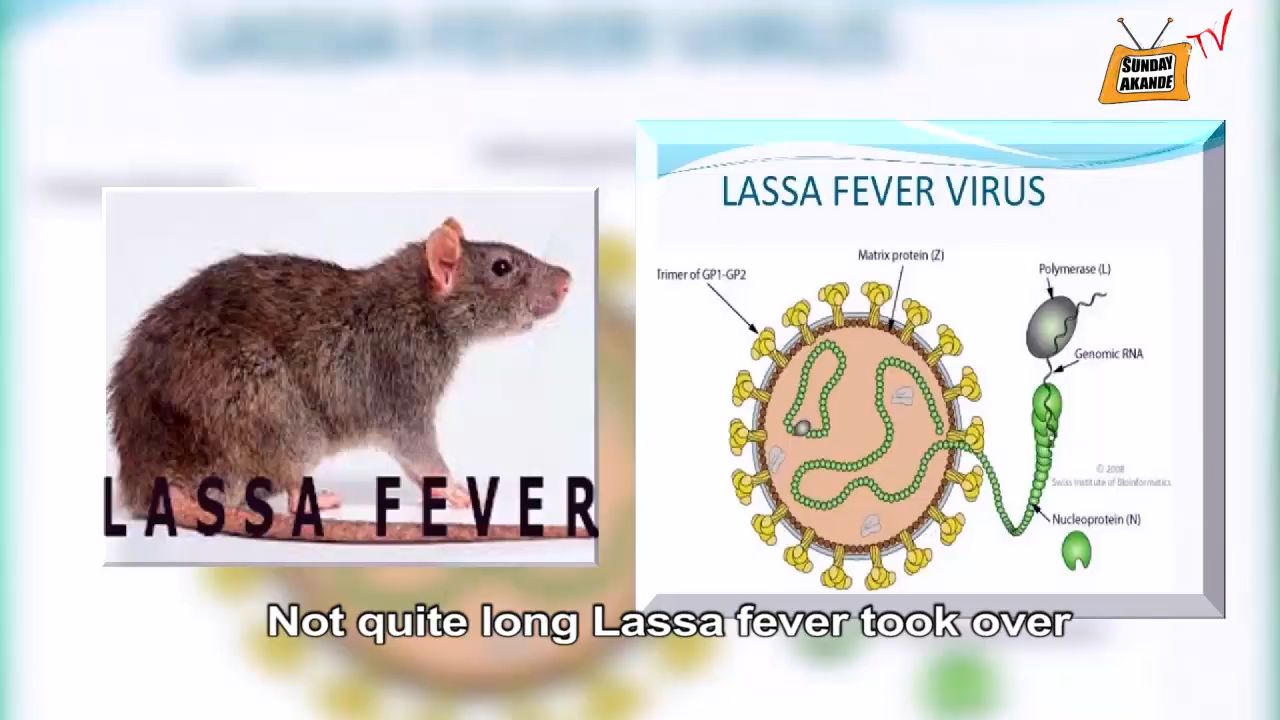 SUNDAY
AKANDE
TV
LASSA FEVER VIRUS
Trimer of GP1-GP2
Matrix protein (Z)
Polymerase (L)
Genomic RNA
© 2008
Swiss Institute of Bioinformatics
Nucleoprotein (N)
LASSA FEVER
Not quite long Lassa fever took over